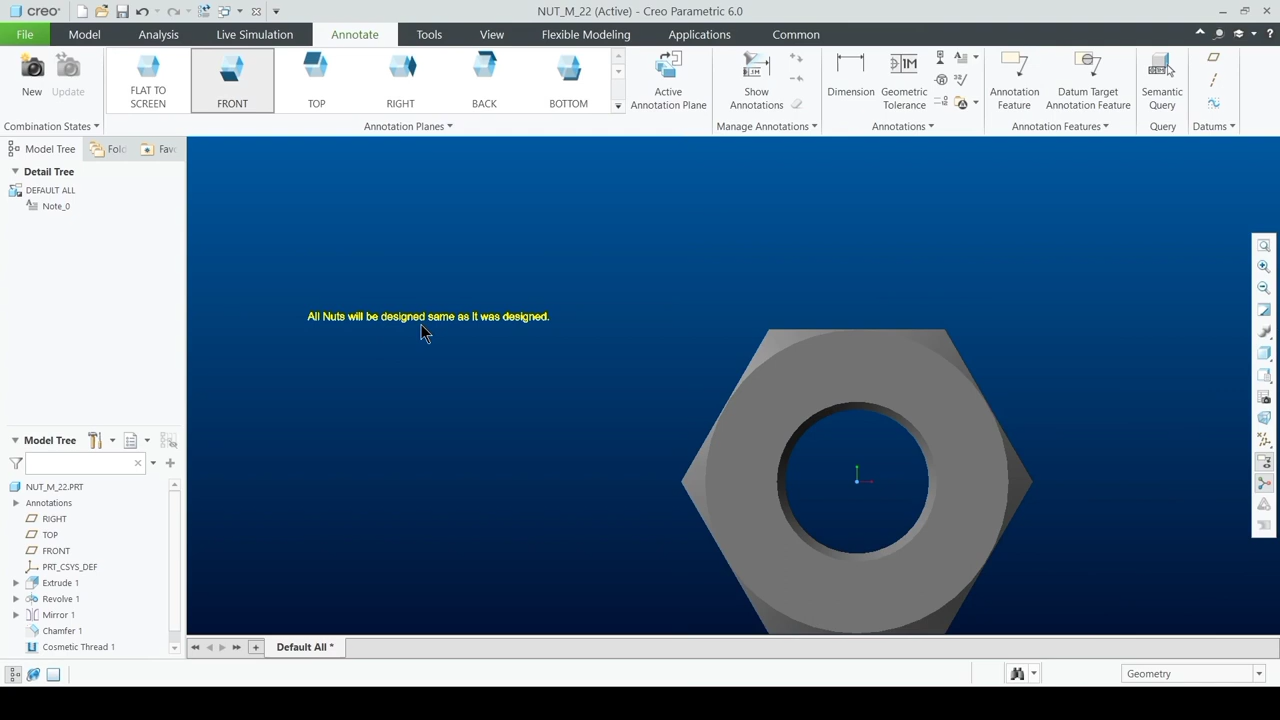 creo
NUT_M_22 (Active) - Creo Parametric 6.0
File Model Analysis Live Simulation Annotate Tools View Flexible Modeling Applications Common
New Update
FLAT TO SCREEN FRONT TOP RIGHT BACK BOTTOM
Active Annotation Plane
Show Annotations
Dimension Geometric Tolerance
Annotation Feature Datum Target Annotation Feature
Semantic Query
Combination States Annotation Planes Manage Annotations Annotations Annotation Features Query Datums
Model Tree Fol Fav
Detail Tree
DEFAULT ALL
Note_0
All Nuts will be designed same as It was designed.
Model Tree
NUT_M_22.PRT
Annotations
RIGHT
TOP
FRONT
PRT_CSYS_DEF
Extrude 1
Revolve 1
Mirror 1
Chamfer 1
Cosmetic Thread 1
Default All *
Geometry